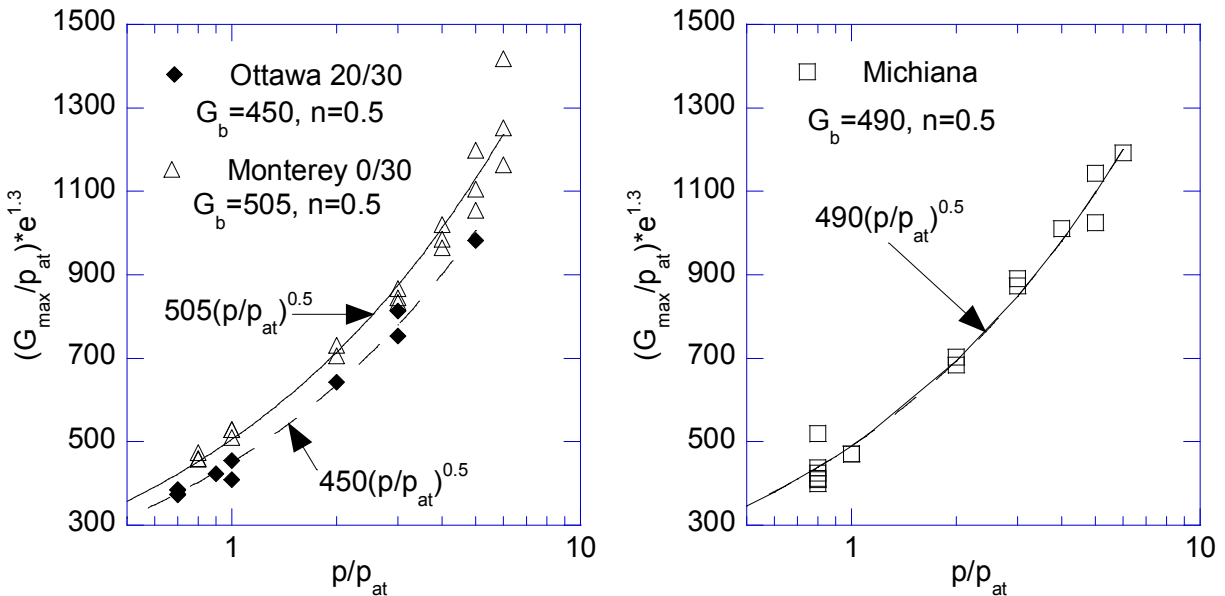 1500
1300
1100
900
700
500
300
(G_max/p_at)*e^1.3
Ottawa 20/30
G_b=450, n=0.5
Monterey 0/30
G_b=505, n=0.5
505(p/p_at)^0.5
450(p/p_at)^0.5
1
10
p/p_at
1500
1300
1100
900
700
500
300
(G_max/p_at)*e^1.3
Michiana
G_b=490, n=0.5
490(p/p_at)^0.5
1
10
p/p_at